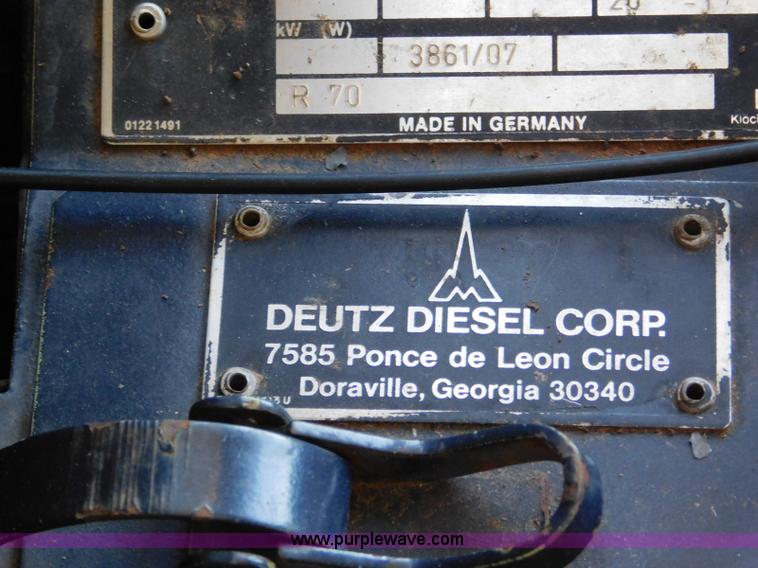 kW (W)
3861/07
R 70
01221491
MADE IN GERMANY
DEUTZ DIESEL CORP.
7585 Ponce de Leon Circle
Doraville, Georgia 30340
www.purplewave.com